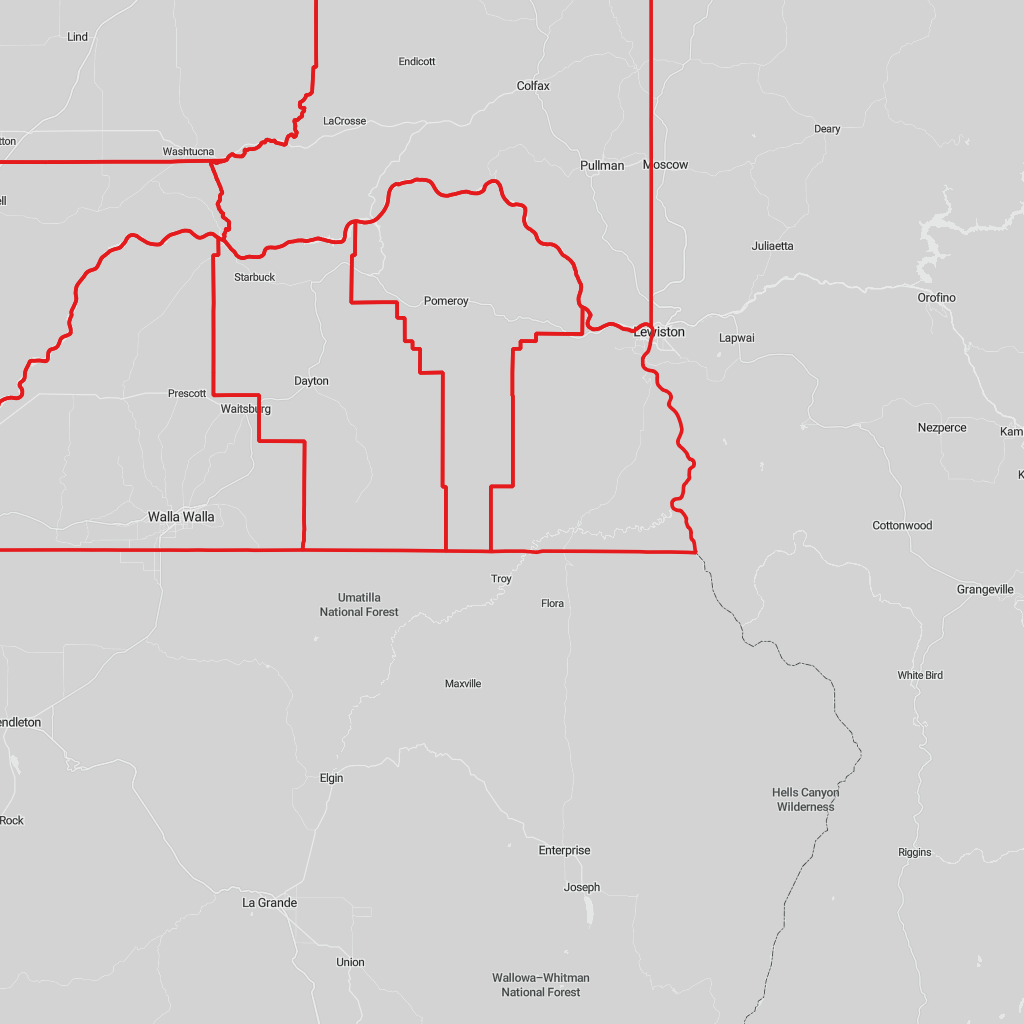 Lind
Endicott
Colfax
LaCrosse
Deary
tton
Washtucna
Pullman
Moscow
ell
Juliaetta
Starbuck
Pomeroy
Orofino
Lewiston
Lapwai
Dayton
Prescott
Waitsburg
Nezperce
Kam
K
Walla Walla
Cottonwood
Troy
Umatilla
National Forest
Flora
Grangeville
White Bird
Maxville
endleton
Elgin
Hells Canyon
Wilderness
Rock
Enterprise
Riggins
Joseph
La Grande
Union
Wallowa–Whitman
National Forest